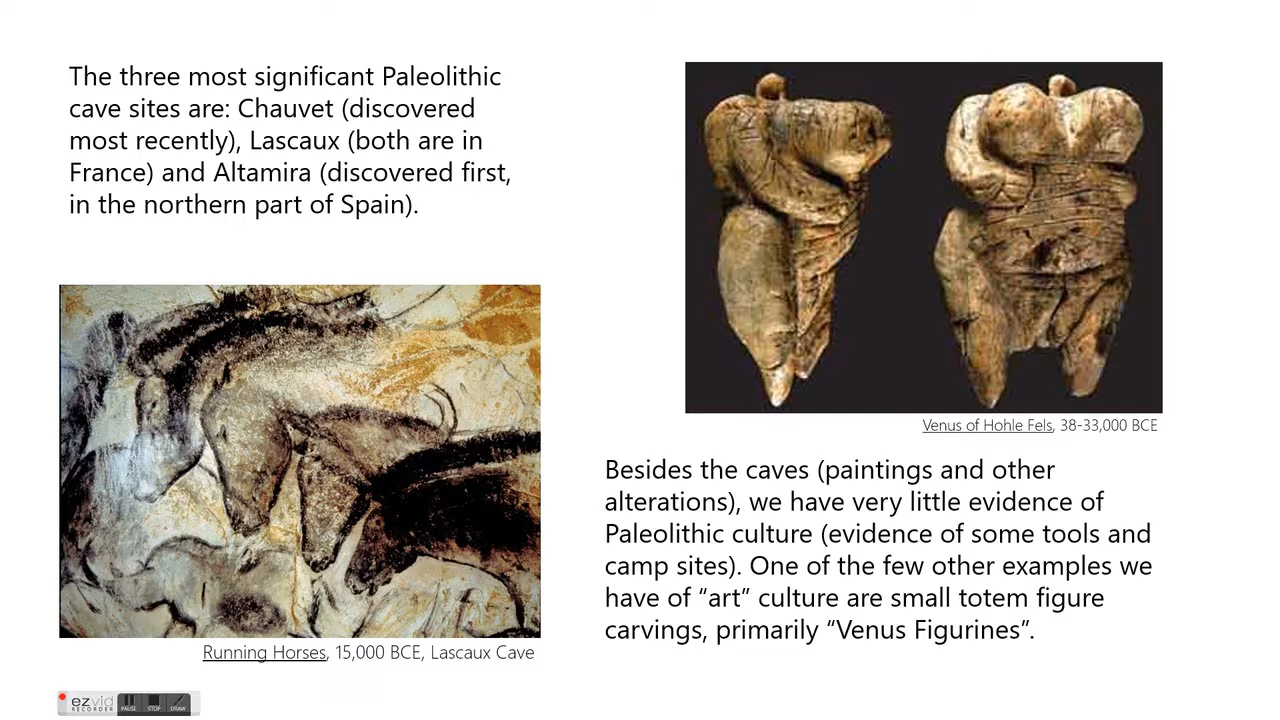 The three most significant Paleolithic
cave sites are: Chauvet (discovered
most recently), Lascaux (both are in
France) and Altamira (discovered first,
in the northern part of Spain).
Running Horses, 15,000 BCE, Lascaux Cave
Venus of Hohle Fels, 38-33,000 BCE
Besides the caves (paintings and other
alterations), we have very little evidence of
Paleolithic culture (evidence of some tools and
camp sites). One of the few other examples we
have of “art” culture are small totem figure
carvings, primarily “Venus Figurines”.
ezvid
RECORDER
PAUSE STOP DRAW